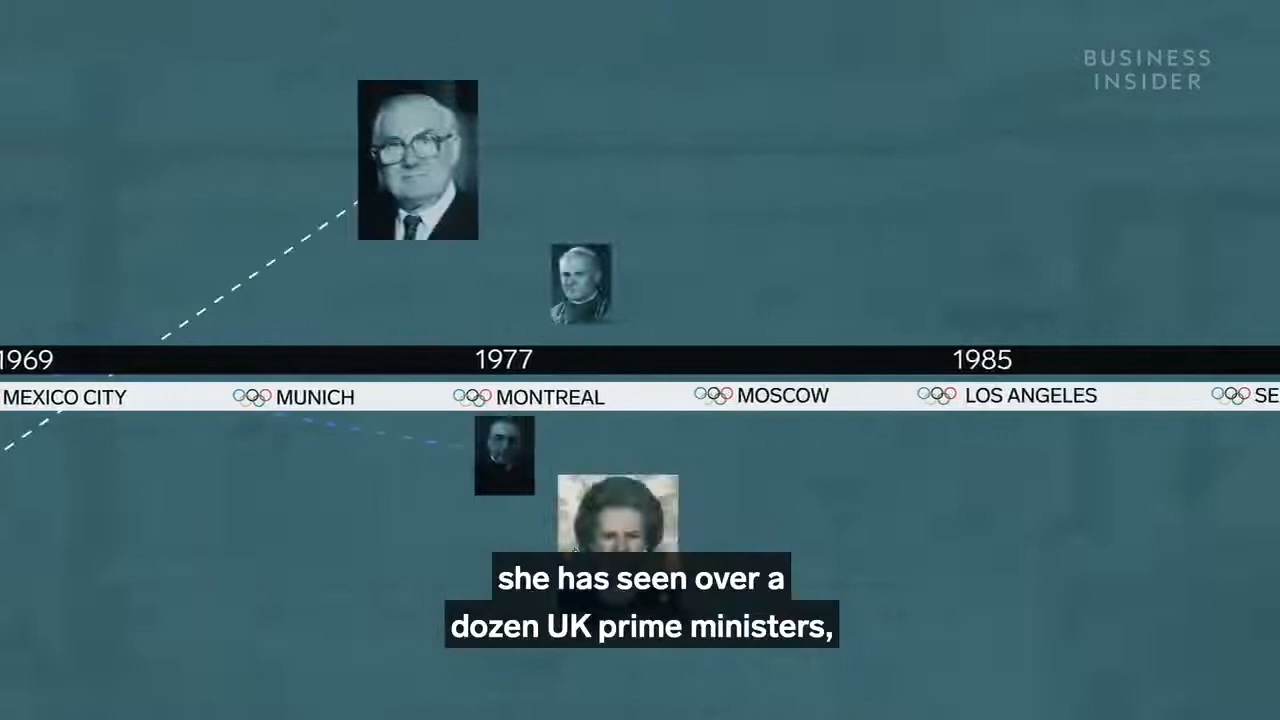 BUSINESS
INSIDER
1969
1977
1985
MEXICO CITY
MUNICH
MONTREAL
MOSCOW
LOS ANGELES
SE
she has seen over a
dozen UK prime ministers,